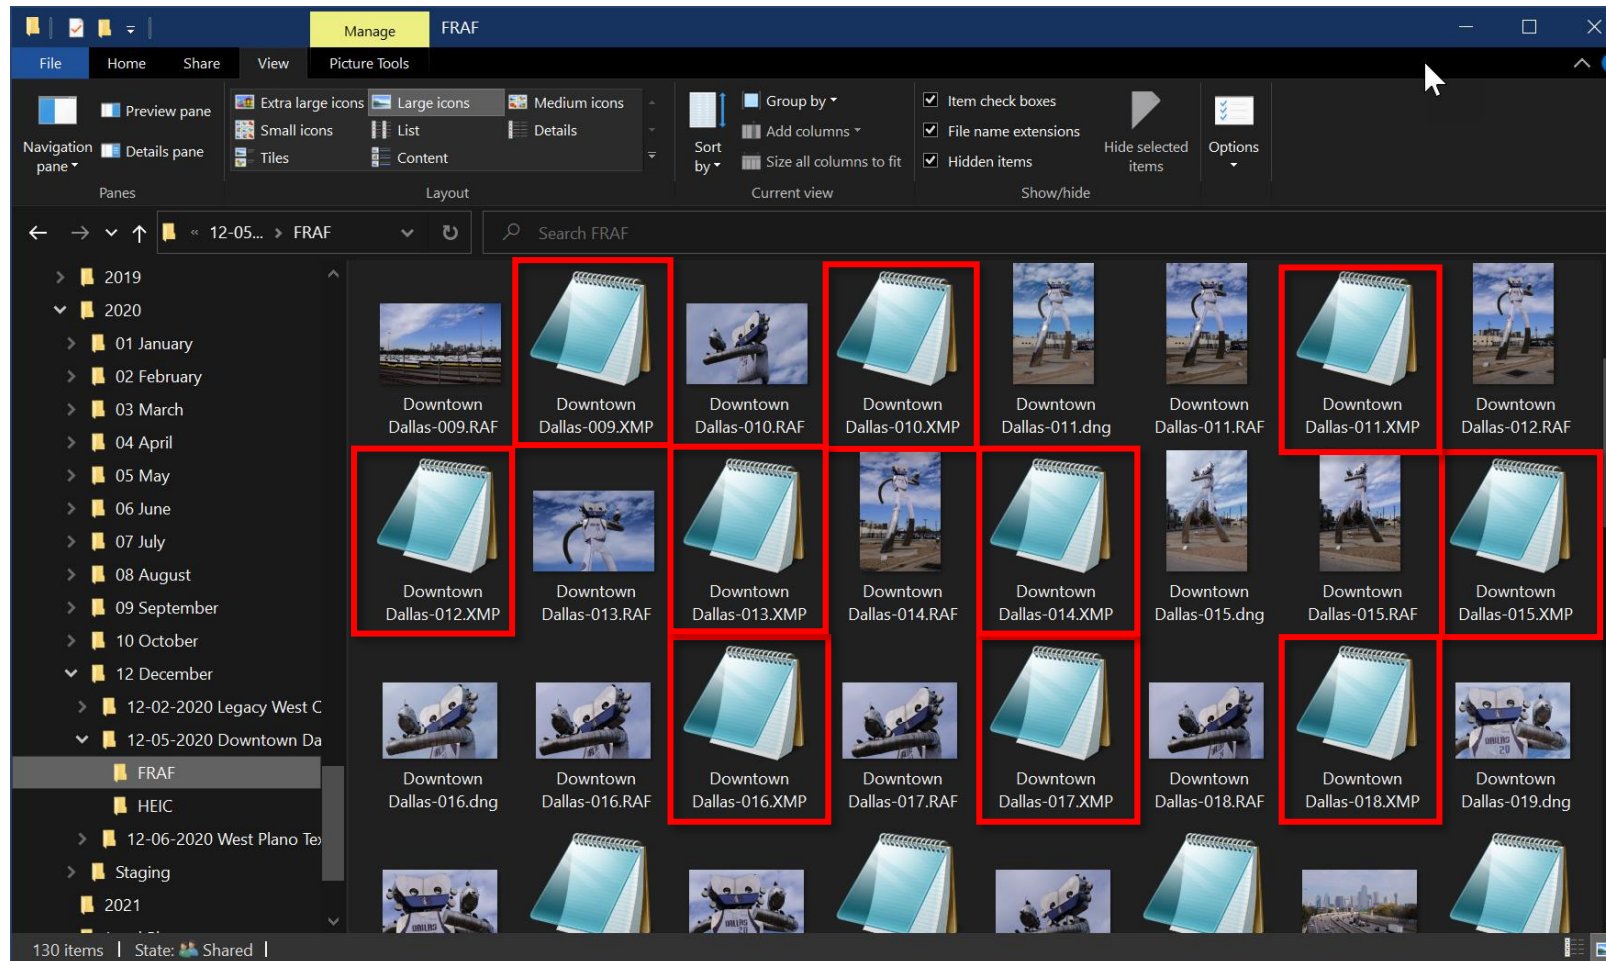 Manage FRAF
File Home Share View Picture Tools
Navigation pane
Preview pane
Details pane
Panes
Extra large icons Large icons Medium icons
Small icons List Details
Tiles Content
Layout
Sort by
Group by
Add columns
Size all columns to fit
Current view
Item check boxes
File name extensions
Hidden items
Hide selected items
Show/hide
Options
« 12-05... > FRAF
Search FRAF
2019
2020
01 January
02 February
03 March
04 April
05 May
06 June
07 July
08 August
09 September
10 October
12 December
12-02-2020 Legacy West C
12-05-2020 Downtown Da
FRAF
HEIC
12-06-2020 West Plano Te
Staging
2021
Downtown Dallas-009.RAF
Downtown Dallas-009.XMP
Downtown Dallas-010.RAF
Downtown Dallas-010.XMP
Downtown Dallas-011.dng
Downtown Dallas-011.RAF
Downtown Dallas-011.XMP
Downtown Dallas-012.RAF
Downtown Dallas-012.XMP
Downtown Dallas-013.RAF
Downtown Dallas-013.XMP
Downtown Dallas-014.RAF
Downtown Dallas-014.XMP
Downtown Dallas-015.dng
Downtown Dallas-015.RAF
Downtown Dallas-015.XMP
Downtown Dallas-016.dng
Downtown Dallas-016.RAF
Downtown Dallas-016.XMP
Downtown Dallas-017.RAF
Downtown Dallas-017.XMP
Downtown Dallas-018.RAF
Downtown Dallas-018.XMP
Downtown Dallas-019.dng
130 items State: Shared